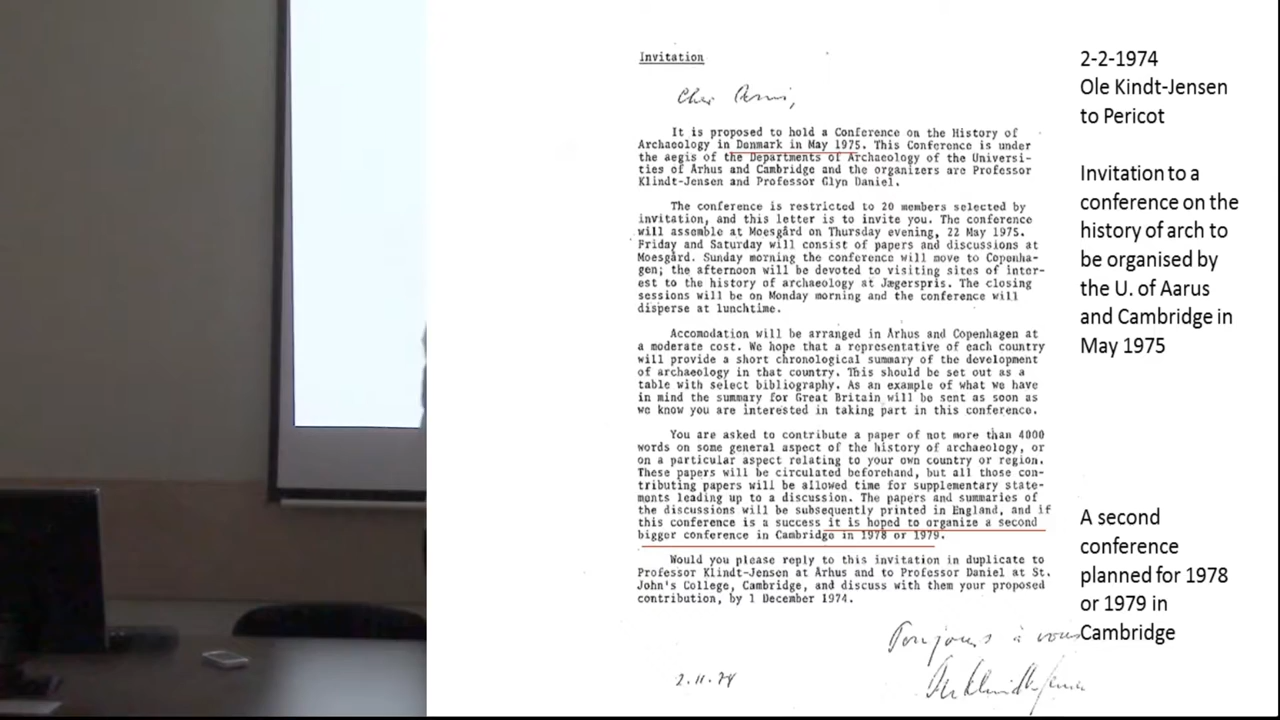 Invitation
Cher Ami,
It is proposed to hold a Conference on the History of
Archaeology in Denmark in May 1975. This Conference is under
the aegis of the Departments of Archaeology of the Universi-
ties of Arhus and Cambridge and the organizers are Professor
Klindt-Jensen and Professor Glyn Daniel.
The conference is restricted to 20 members selected by
invitation, and this letter is to invite you. The conference
will assemble at Moesgård on Thursday evening, 22 May 1975.
Friday and Saturday will consist of papers and discussions at
Moesgård. Sunday morning the conference will move to Copenha-
gen; the afternoon will be devoted to visiting sites of inter-
est to the history of archaeology at Jægerspris. The closing
sessions will be on Monday morning and the conference will
disperse at lunchtime.
Accomodation will be arranged in Arhus and Copenhagen at
a moderate cost. We hope that a representative of each country
will provide a short chronological summary of the development
of archaeology in that country. This should be set out as a
table with select bibliography. As an example of what we have
in mind the summary for Great Britain will be sent as soon as
we know you are interested in taking part in this conference.
You are asked to contribute a paper of not more than 4000
words on some general aspect of the history of archaeology, or
on a particular aspect relating to your own country or region.
These papers will be circulated beforehand, but all those con-
tributing papers will be allowed time for supplementary state-
ments leading up to a discussion. The papers and summaries of
the discussions will be subsequently printed in England, and if
this conference is a success it is hoped to organize a second
bigger conference in Cambridge in 1978 or 1979.
Would you please reply to this invitation in duplicate to
Professor Klindt-Jensen at Århus and to Professor Daniel at St.
John's College, Cambridge, and discuss with them your proposed
contribution, by 1 December 1974.
Toujours à vous
Ole Klindt-Jensen
2.11.74
2-2-1974
Ole Kindt-Jensen
to Pericot
Invitation to a
conference on the
history of arch to
be organised by
the U. of Aarus
and Cambridge in
May 1975
A second
conference
planned for 1978
or 1979 in
Cambridge